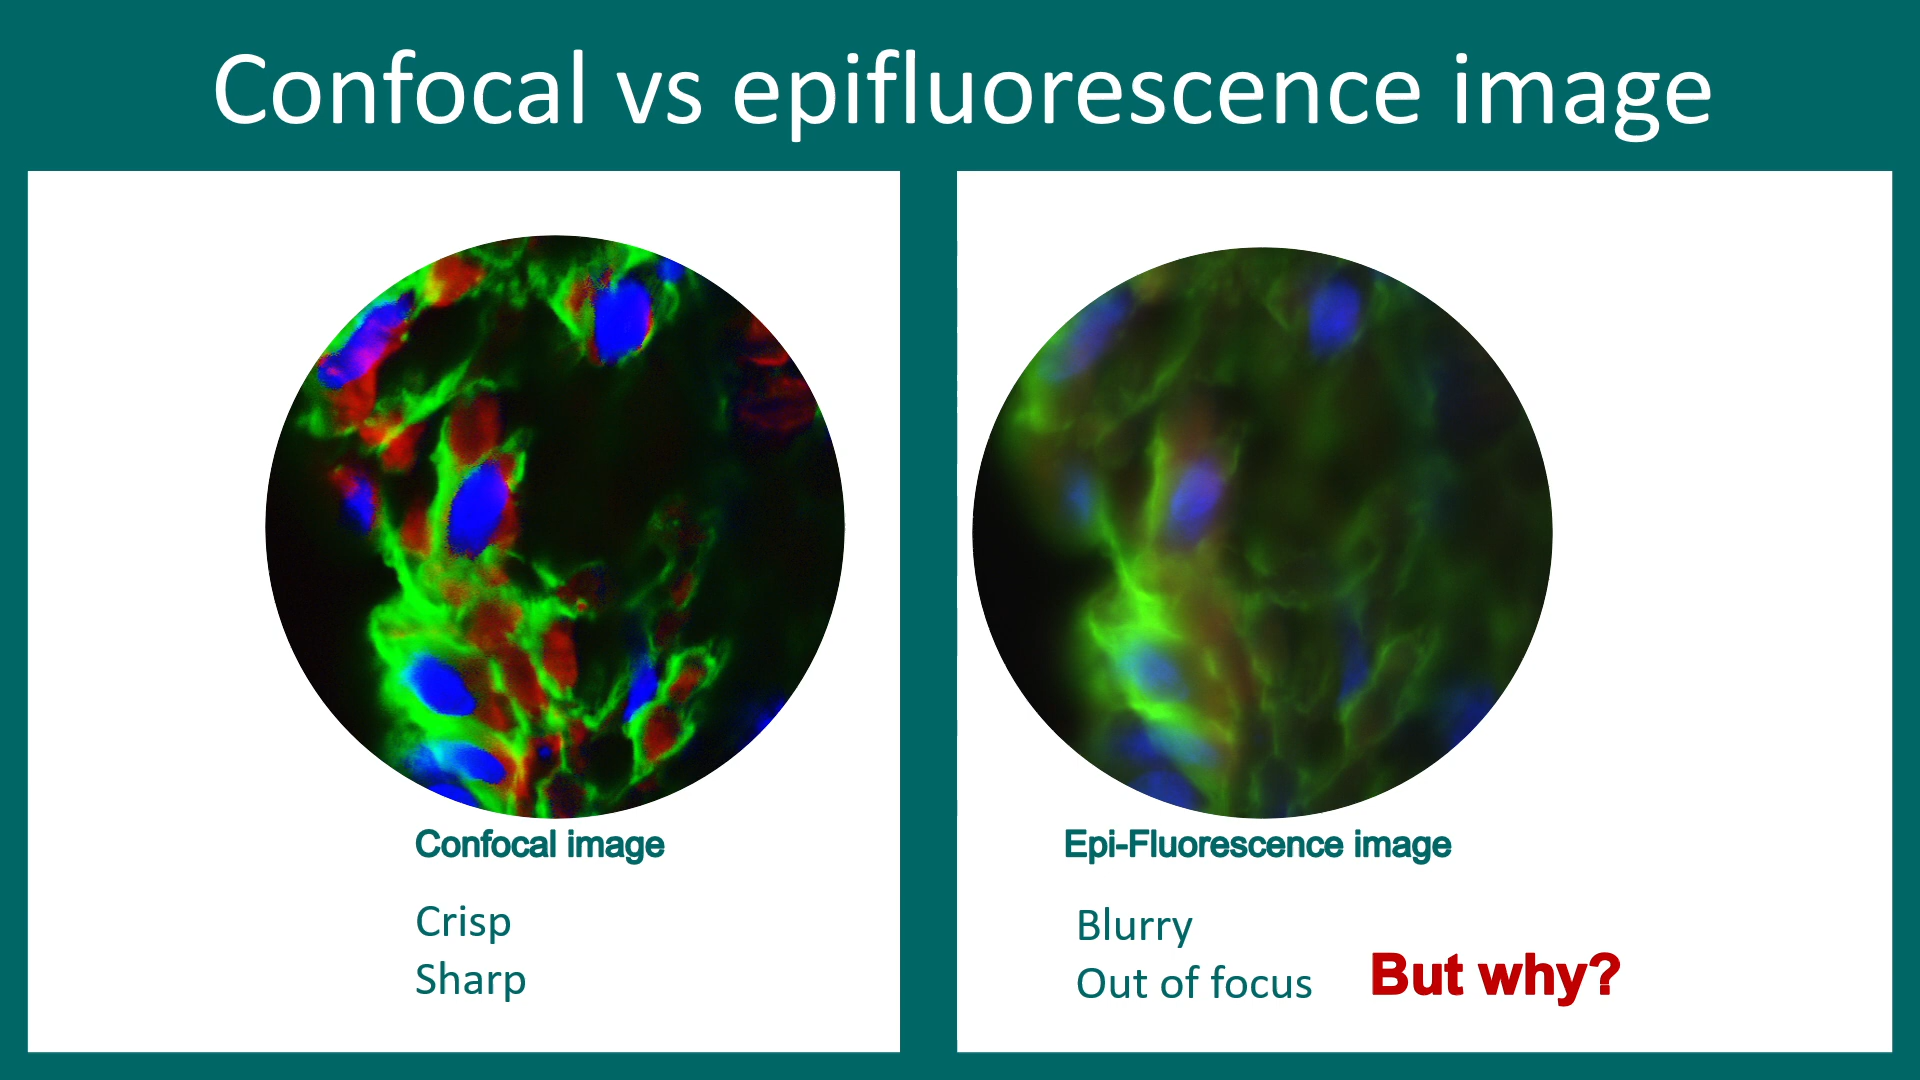 Confocal vs epifluorescence image
Confocal image
Crisp
Sharp
Epi-Fluorescence image
Blurry
Out of focus
But why?